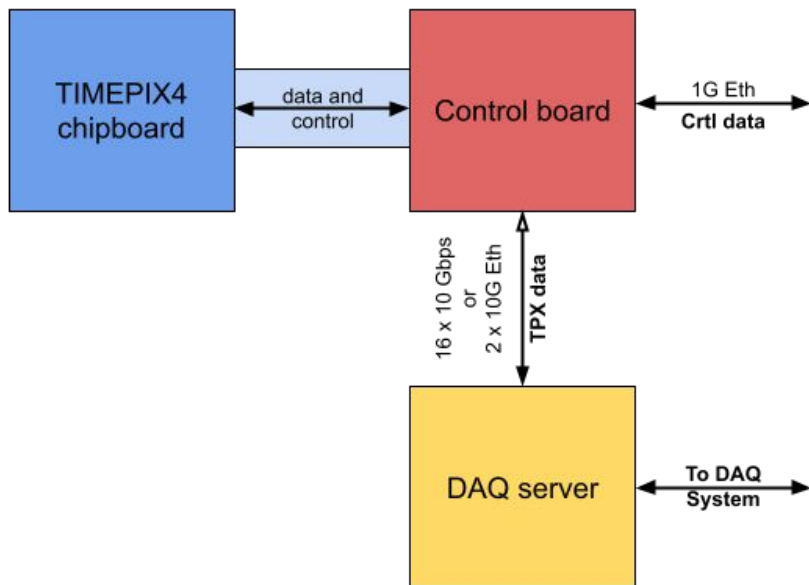 TIMEPIX4
chipboard
data and
control
Control board
1G Eth
Crtl data
16 x 10 Gbps
or
2 x 10G Eth
TPX data
DAQ server
To DAQ
System